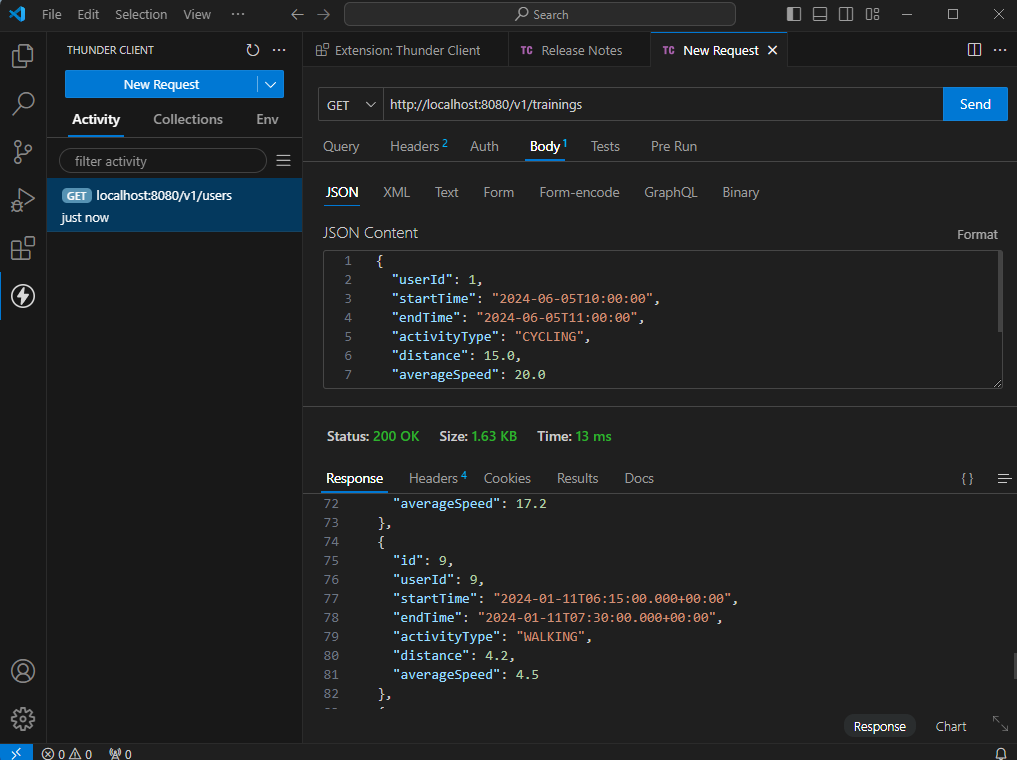 File Edit Selection View ··· Search
THUNDER CLIENT
New Request
Activity Collections Env
filter activity
GET localhost:8080/v1/users
just now
Extension: Thunder Client TC Release Notes TC New Request
GET http://localhost:8080/v1/trainings Send
Query Headers 2 Auth Body 1 Tests Pre Run
JSON XML Text Form Form-encode GraphQL Binary
JSON Content Format
1 {
2 "userId": 1,
3 "startTime": "2024-06-05T10:00:00",
4 "endTime": "2024-06-05T11:00:00",
5 "activityType": "CYCLING",
6 "distance": 15.0,
7 "averageSpeed": 20.0
Status: 200 OK Size: 1.63 KB Time: 13 ms
Response Headers 4 Cookies Results Docs { }
72 "averageSpeed": 17.2
73 },
74 {
75 "id": 9,
76 "userId": 9,
77 "startTime": "2024-01-11T06:15:00.000+00:00",
78 "endTime": "2024-01-11T07:30:00.000+00:00",
79 "activityType": "WALKING",
80 "distance": 4.2,
81 "averageSpeed": 4.5
82 },
Response Chart
0 0 0